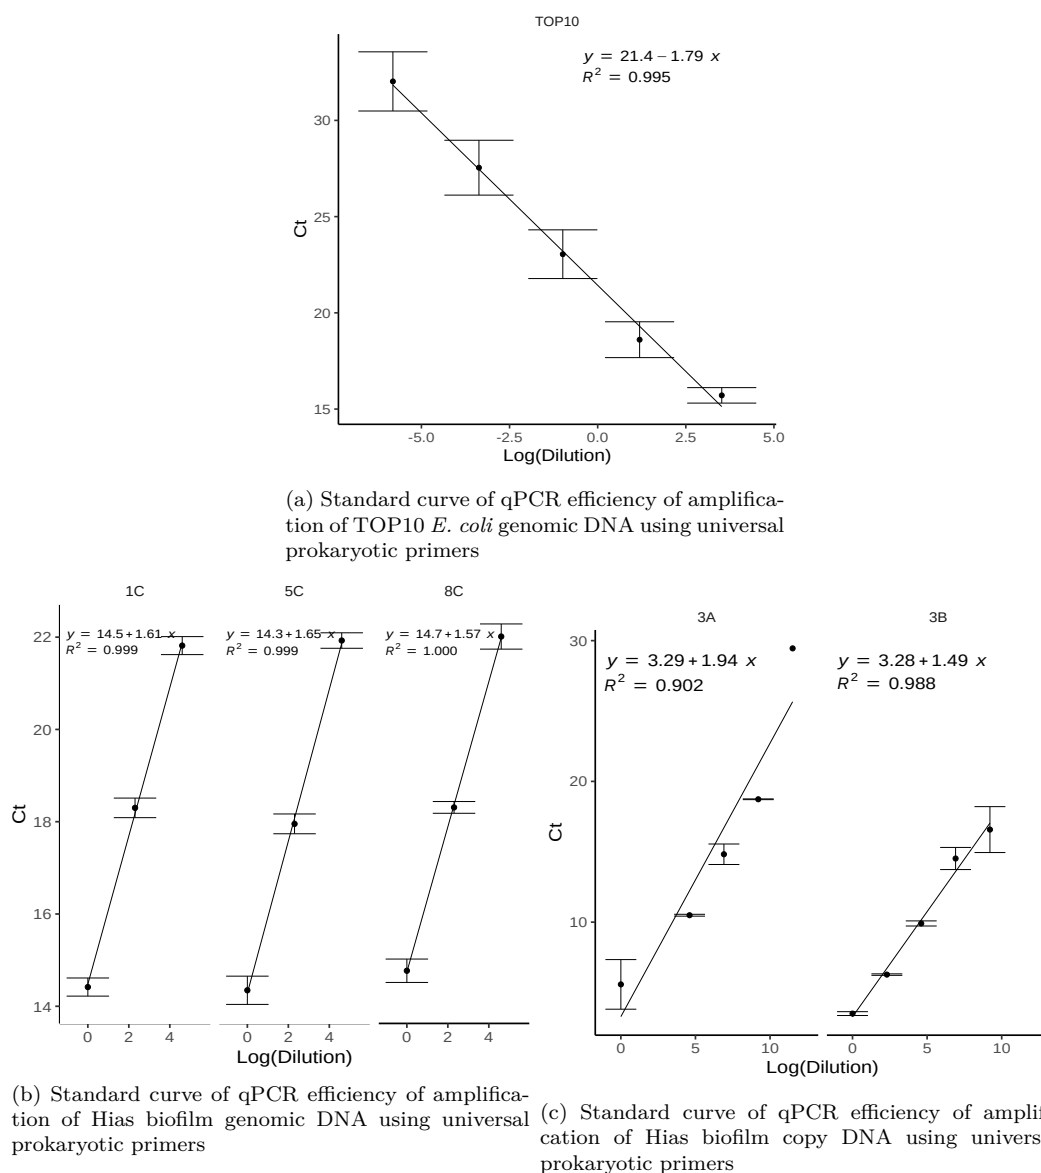 TOP10
y = 21.4 – 1.79 x
R² = 0.995
30
25
20
15
Ct
-5.0 -2.5 0.0 2.5 5.0
Log(Dilution)
(a) Standard curve of qPCR efficiency of amplifica-
tion of TOP10 E. coli genomic DNA using universal
prokaryotic primers
1C 5C 8C
y = 14.5 + 1.61 x
R² = 0.999
y = 14.3 + 1.65 x
R² = 0.999
y = 14.7 + 1.57 x
R² = 1.000
22
20
18
16
14
Ct
0 2 4 0 2 4 0 2 4
Log(Dilution)
(b) Standard curve of qPCR efficiency of amplifica-
tion of Hias biofilm genomic DNA using universal
prokaryotic primers
3A 3B
y = 3.29 + 1.94 x
R² = 0.902
y = 3.28 + 1.49 x
R² = 0.988
30
20
10
Ct
0 5 10 0 5 10
Log(Dilution)
(c) Standard curve of qPCR efficiency of amplifi
cation of Hias biofilm copy DNA using univers
prokaryotic primers